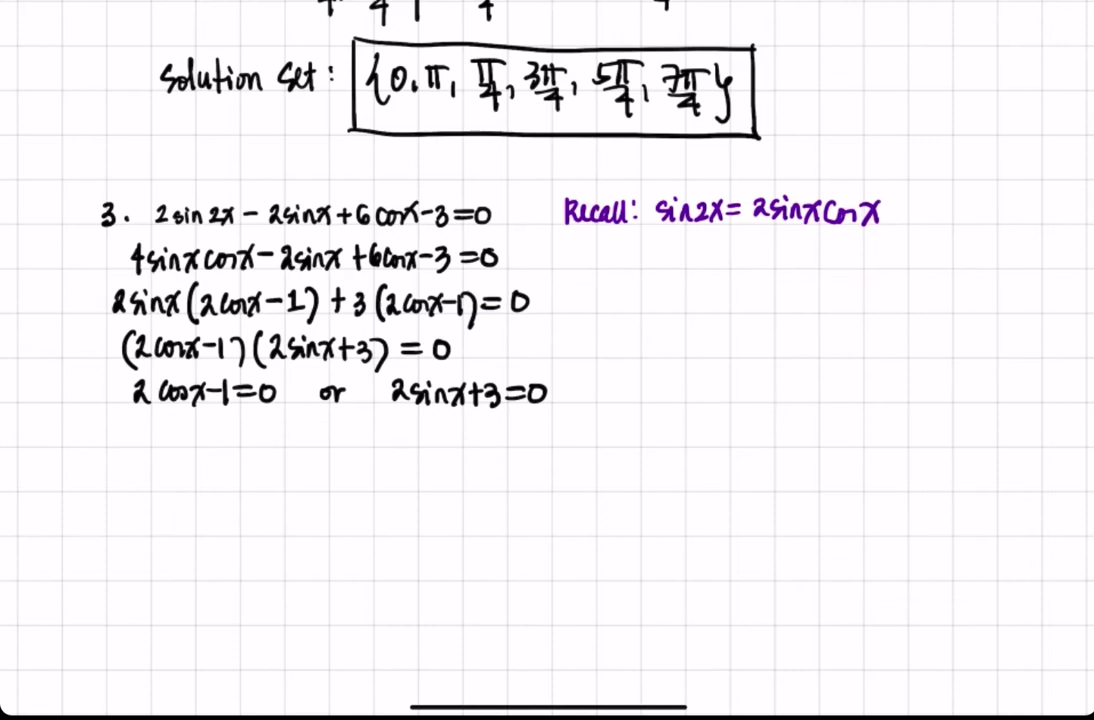 Solution Set: {0, π, π/4, 3π/4, 5π/4, 7π/4}
3. 2sin2x - 2sinx + 6cosx - 3 = 0
Recall: sin2x = 2sinxcosx
4sinxcosx - 2sinx + 6cosx - 3 = 0
2sinx(2cosx - 1) + 3(2cosx - 1) = 0
(2cosx - 1)(2sinx + 3) = 0
2cosx - 1 = 0 or 2sinx + 3 = 0